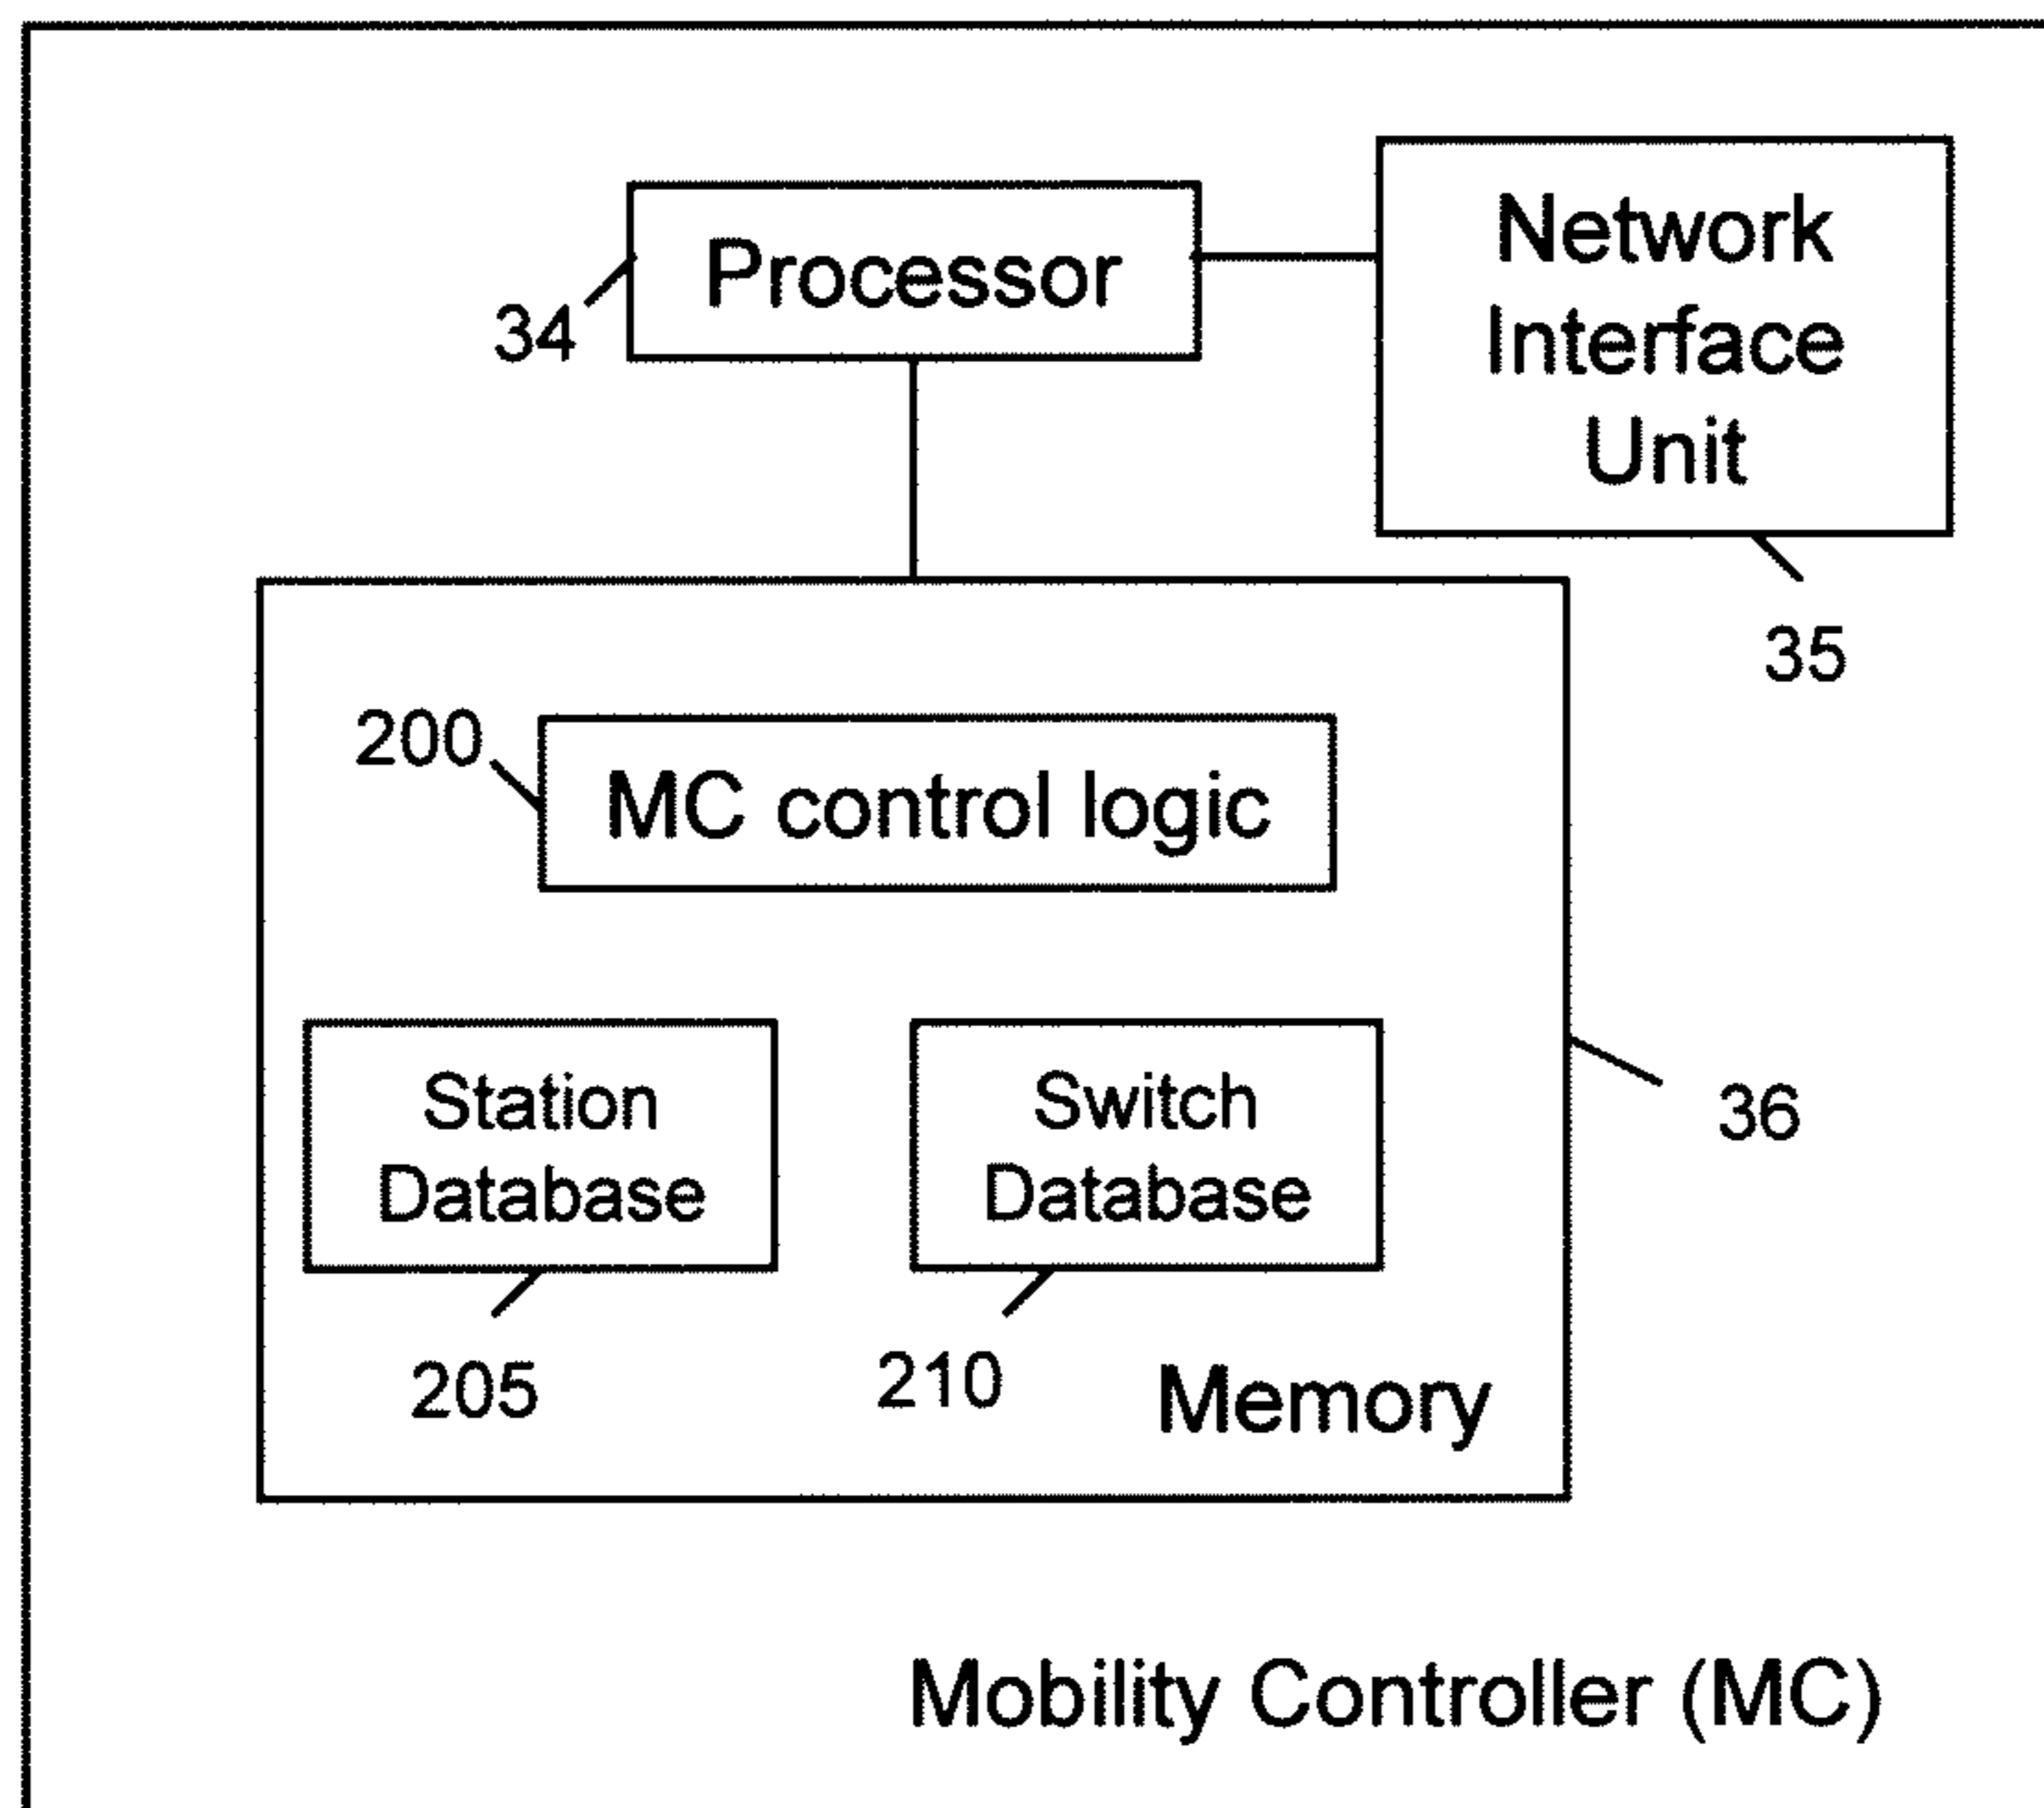 Processor
34
Network
Interface
Unit
35
200
MC control logic
Station
Database
205
Switch
Database
210
36
Memory
Mobility Controller (MC)